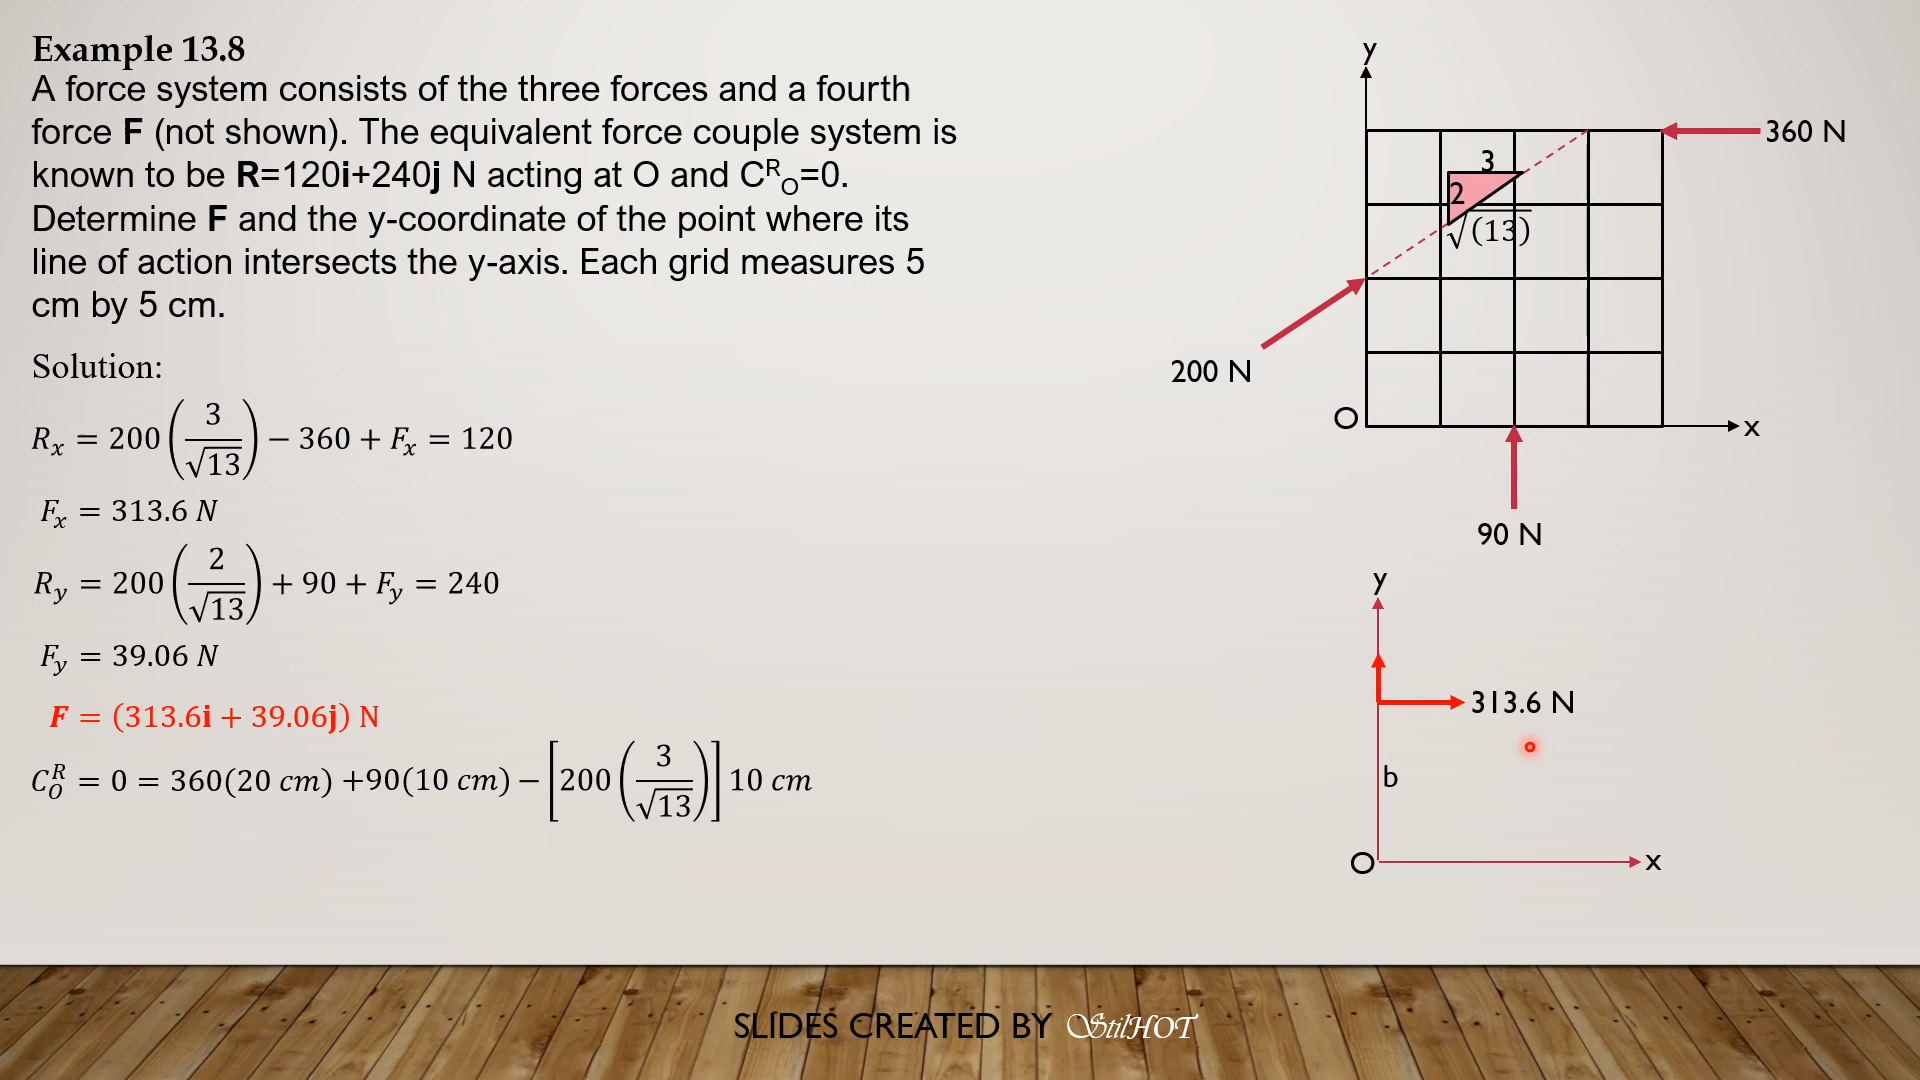 Example 13.8
A force system consists of the three forces and a fourth
force F (not shown). The equivalent force couple system is
known to be R=120i+240j N acting at O and C^R_O=0.
Determine F and the y-coordinate of the point where its
line of action intersects the y-axis. Each grid measures 5
cm by 5 cm.
Solution:
R_x = 200(3/√13) − 360 + F_x = 120
F_x = 313.6 N
R_y = 200(2/√13) + 90 + F_y = 240
F_y = 39.06 N
F = (313.6i + 39.06j) N
C_O^R = 0 = 360(20 cm) +90(10 cm) − [200(3/√13)] 10 cm
y
360 N
3
2
√(13)
200 N
O
x
90 N
y
313.6 N
b
O
x
SLIDES CREATED BY StilHOT